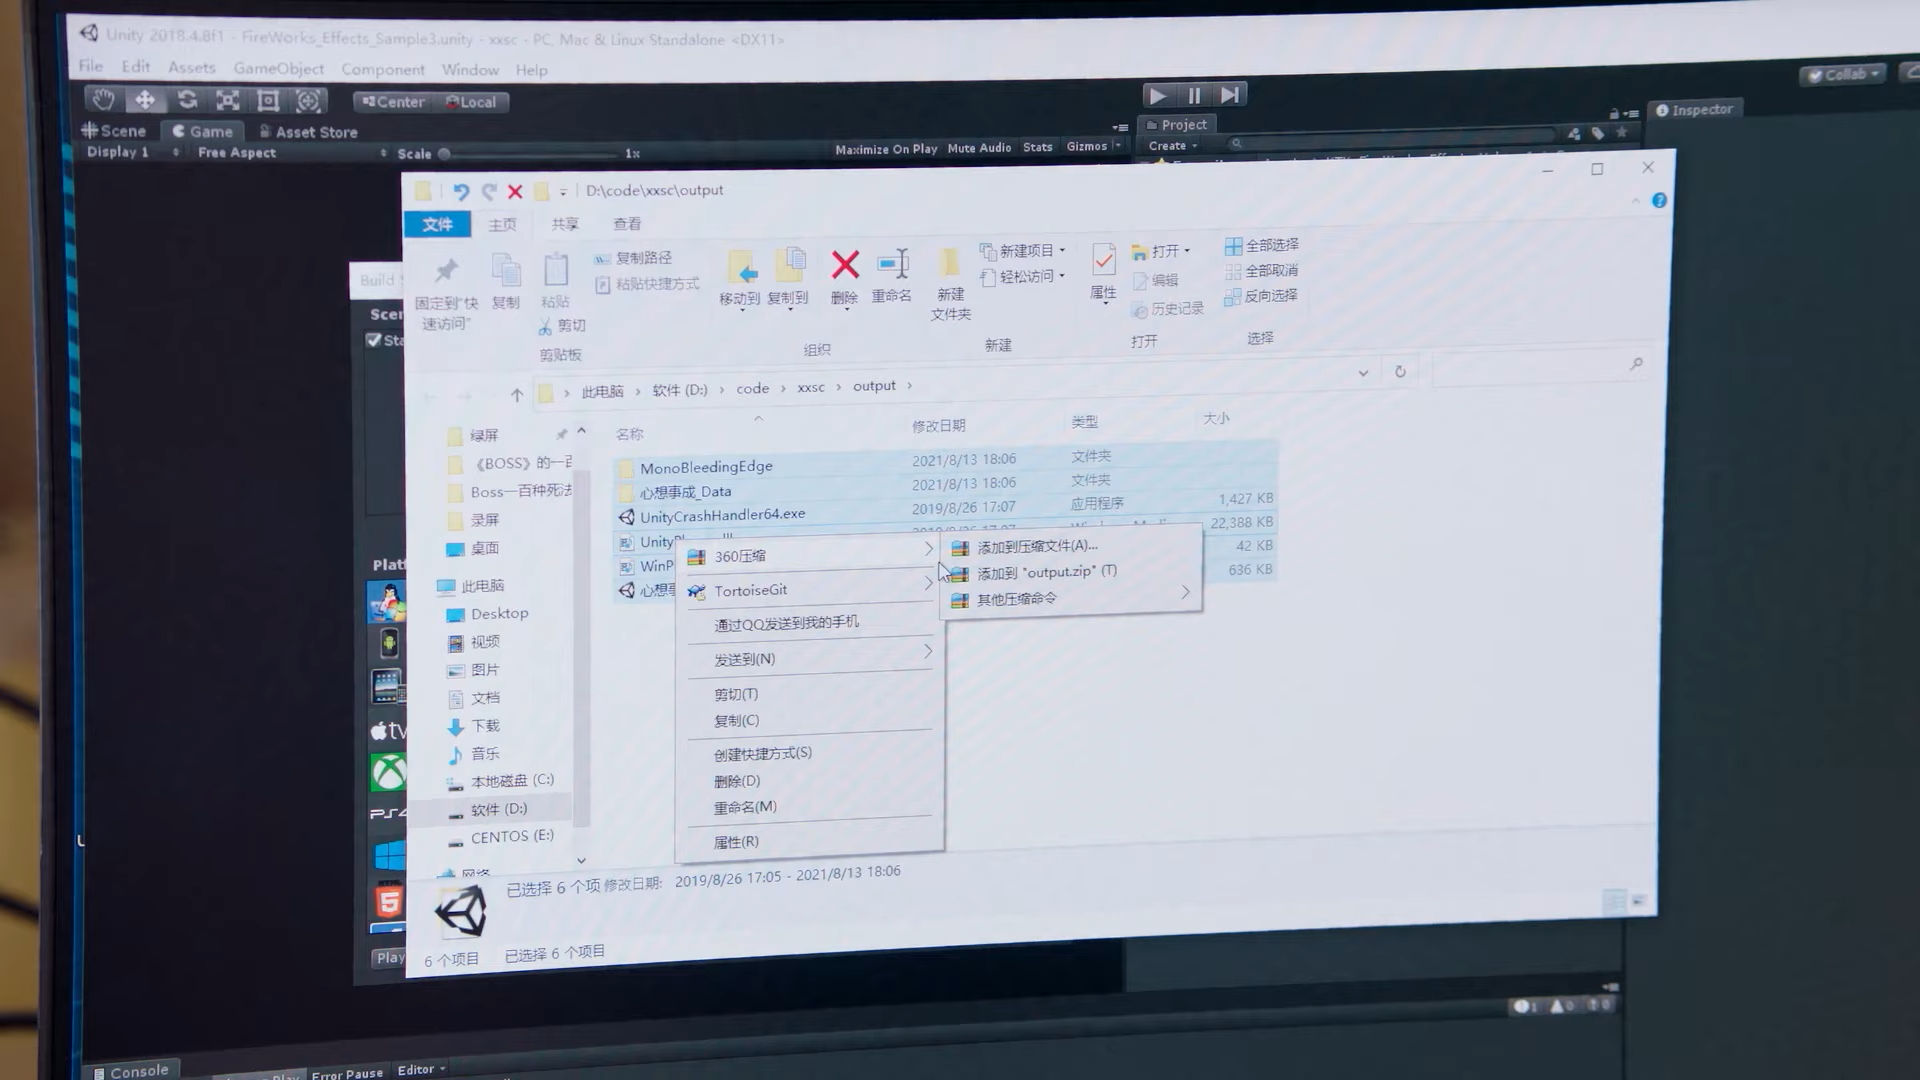 Unity 2018.4.8f1 - FireWorks_Effects_Sample3.unity - xxsc - PC, Mac & Linux Standalone <DX11>
File Edit Assets GameObject Component Window Help
Center Local
Collab
Scene Game Asset Store
Project
Inspector
Display 1 Free Aspect Scale 1x Maximize On Play Mute Audio Stats Gizmos
Create
D:\code\xxsc\output
文件 主页 共享 查看
固定到"快速访问"
复制
粘贴
复制路径
粘贴快捷方式
剪切
剪贴板
移动到 复制到 删除 重命名
组织
新建文件夹
新建项目
轻松访问
新建
属性
打开
编辑
历史记录
打开
全部选择
全部取消
反向选择
选择
Build
此电脑 软件 (D:) code xxsc output
名称 修改日期 类型 大小
MonoBleedingEdge 2021/8/13 18:06 文件夹
心想事成_Data 2021/8/13 18:06 文件夹
UnityCrashHandler64.exe 2019/8/26 17:07 应用程序 1,427 KB
22,388 KB
WinP 42 KB
心想事 636 KB
绿屏
《BOSS》的一百
Boss一百种死法
录屏
桌面
此电脑
Desktop
视频
图片
文档
下载
音乐
本地磁盘 (C:)
软件 (D:)
CENTOS (E:)
网络
360压缩
TortoiseGit
通过QQ发送到我的手机
发送到(N)
剪切(T)
复制(C)
创建快捷方式(S)
删除(D)
重命名(M)
属性(R)
添加到压缩文件(A)...
添加到 "output.zip" (T)
其他压缩命令
已选择 6 个项 修改日期: 2019/8/26 17:05 - 2021/8/13 18:06
6 个项目 已选择 6 个项目
Scen
Sta
Platf
tv
PS4
5
Play
Console
Error Pause Editor